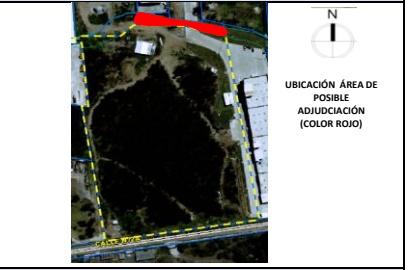 N
UBICACIÓN ÁREA DE
POSIBLE
ADJUDCIACIÓN
(COLOR ROJO)